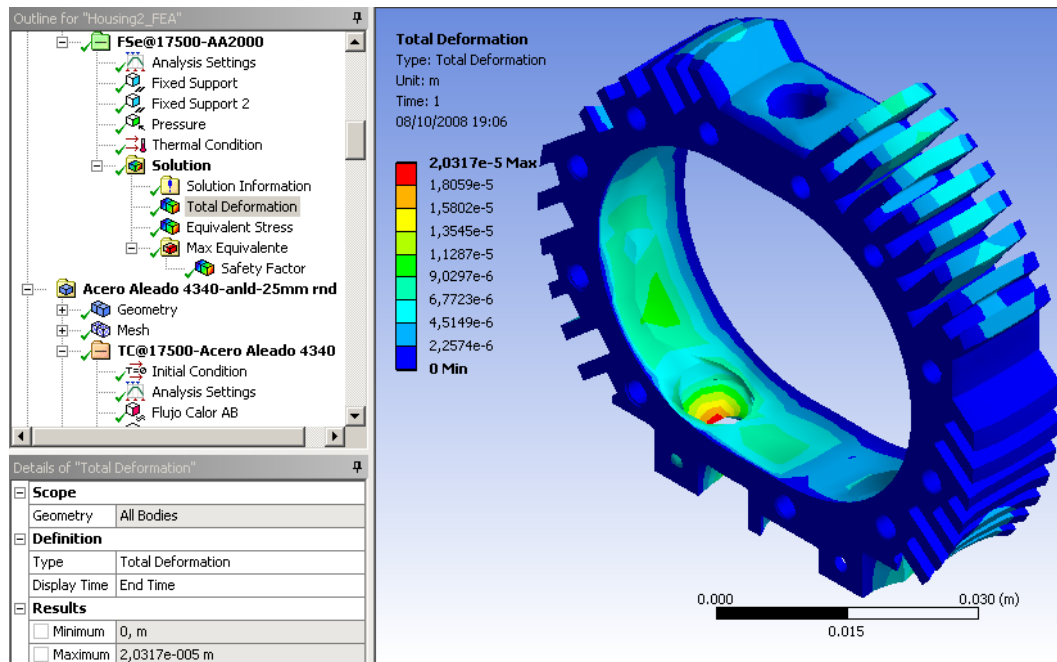 Outline for "Housing2_FEA"
FSe@17500-AA2000
Analysis Settings
Fixed Support
Fixed Support 2
Pressure
Thermal Condition
Solution
Solution Information
Total Deformation
Equivalent Stress
Max Equivalente
Safety Factor
Acero Aleado 4340-anld-25mm rnd
Geometry
Mesh
TC@17500-Acero Aleado 4340
T=0 Initial Condition
Analysis Settings
Flujo Calor AB
Details of "Total Deformation"
Scope
Geometry All Bodies
Definition
Type Total Deformation
Display Time End Time
Results
Minimum 0, m
Maximum 2,0317e-005 m
Total Deformation
Type: Total Deformation
Unit: m
Time: 1
08/10/2008 19:06
2,0317e-5 Max
1,8059e-5
1,5802e-5
1,3545e-5
1,1287e-5
9,0297e-6
6,7723e-6
4,5149e-6
2,2574e-6
0 Min
0.000 0.030 (m)
0.015